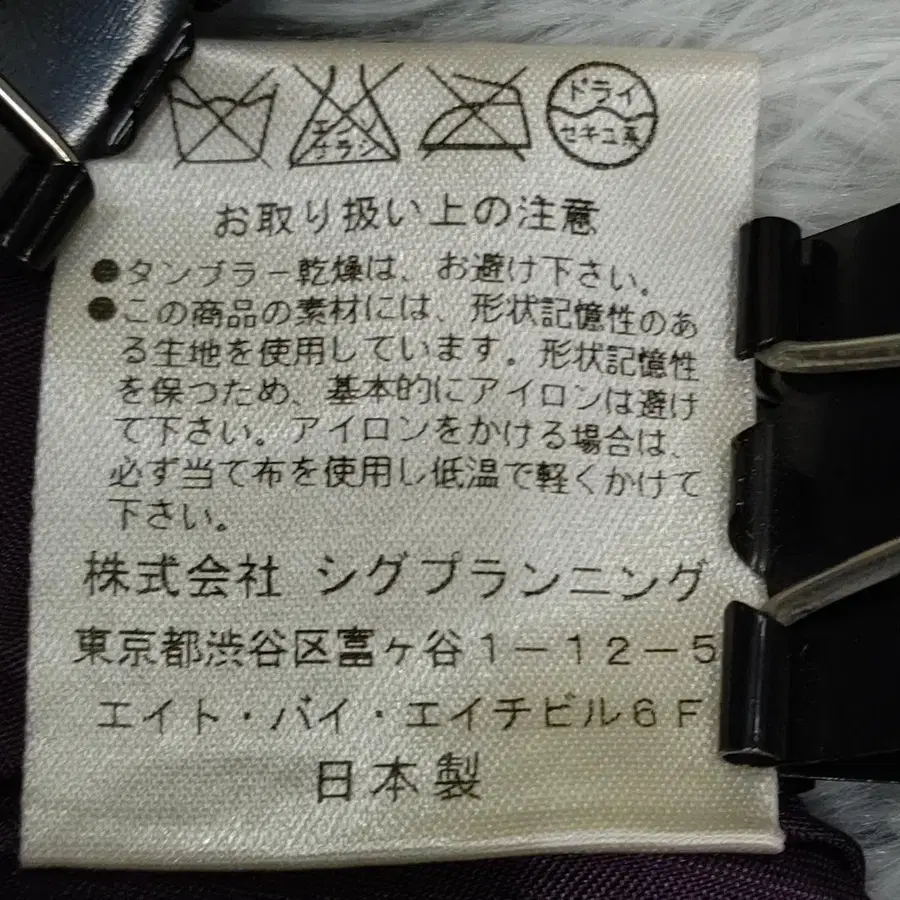 エンソ
サラシ
ドライ
セキユ系
お取り扱い上の注意
●タンブラー乾燥は、お避け下さい。
●この商品の素材には、形状記憶性のあ
る生地を使用しています。形状記憶性
を保つため、基本的にアイロンは避け
て下さい。アイロンをかける場合は、
必ず当て布を使用し低温で軽くかけて
下さい。
株式会社 シグプランニング
東京都渋谷区富ヶ谷1－12－5
エイト・バイ・エイチビル6F
日本製